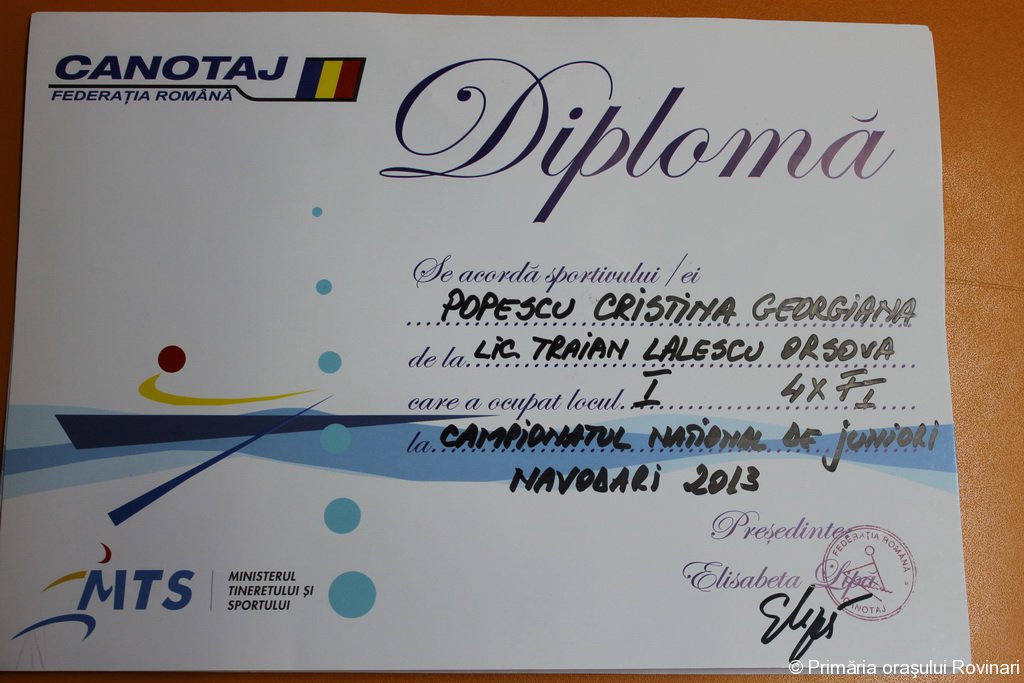 CANOTAJ
FEDERAȚIA ROMÂNĂ
Diplomă
Se acordă sportivului /ei
POPESCU CRISTINA GEORGIANA
de la LIC. TRAIAN LALESCU ORSOVA
care a ocupat locul I 4X FI
la CAMPIONATUL NATIONAL DE JUNIORI
NAVODARI 2013
Președinte,
Elisabeta Lipă
FEDERAȚIA ROMÂNĂ
CANOTAJ
MTS
MINISTERUL
TINERETULUI ȘI
SPORTULUI
© Primăria orașului Rovinari